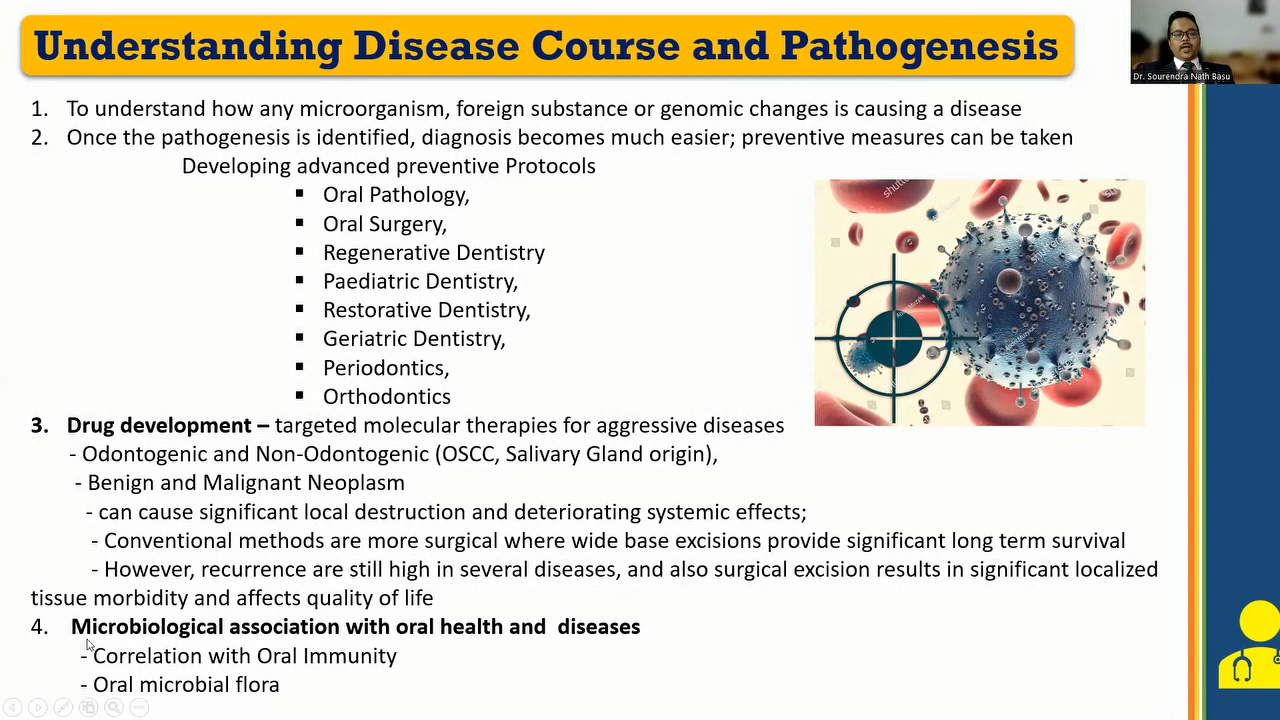 Understanding Disease Course and Pathogenesis
Dr. Sourendra Nath Basu
1. To understand how any microorganism, foreign substance or genomic changes is causing a disease
2. Once the pathogenesis is identified, diagnosis becomes much easier; preventive measures can be taken
Developing advanced preventive Protocols
▪ Oral Pathology,
▪ Oral Surgery,
▪ Regenerative Dentistry
▪ Paediatric Dentistry,
▪ Restorative Dentistry,
▪ Geriatric Dentistry,
▪ Periodontics,
▪ Orthodontics
3. Drug development – targeted molecular therapies for aggressive diseases
- Odontogenic and Non-Odontogenic (OSCC, Salivary Gland origin),
- Benign and Malignant Neoplasm
- can cause significant local destruction and deteriorating systemic effects;
- Conventional methods are more surgical where wide base excisions provide significant long term survival
- However, recurrence are still high in several diseases, and also surgical excision results in significant localized
tissue morbidity and affects quality of life
4. Microbiological association with oral health and diseases
- Correlation with Oral Immunity
- Oral microbial flora